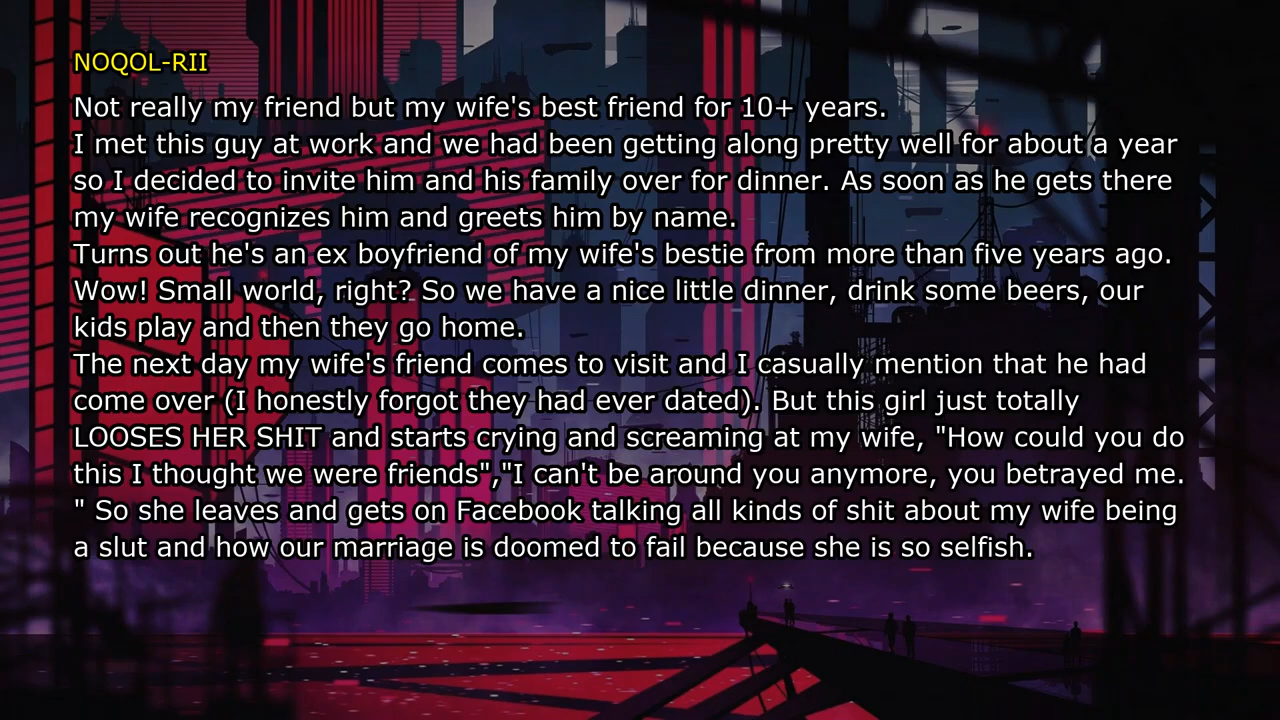 NOQOL-RII
Not really my friend but my wife's best friend for 10+ years.
I met this guy at work and we had been getting along pretty well for about a year
so I decided to invite him and his family over for dinner. As soon as he gets there
my wife recognizes him and greets him by name.
Turns out he's an ex boyfriend of my wife's bestie from more than five years ago.
Wow! Small world, right? So we have a nice little dinner, drink some beers, our
kids play and then they go home.
The next day my wife's friend comes to visit and I casually mention that he had
come over (I honestly forgot they had ever dated). But this girl just totally
LOOSES HER SHIT and starts crying and screaming at my wife, "How could you do
this I thought we were friends","I can't be around you anymore, you betrayed me.
" So she leaves and gets on Facebook talking all kinds of shit about my wife being
a slut and how our marriage is doomed to fail because she is so selfish.